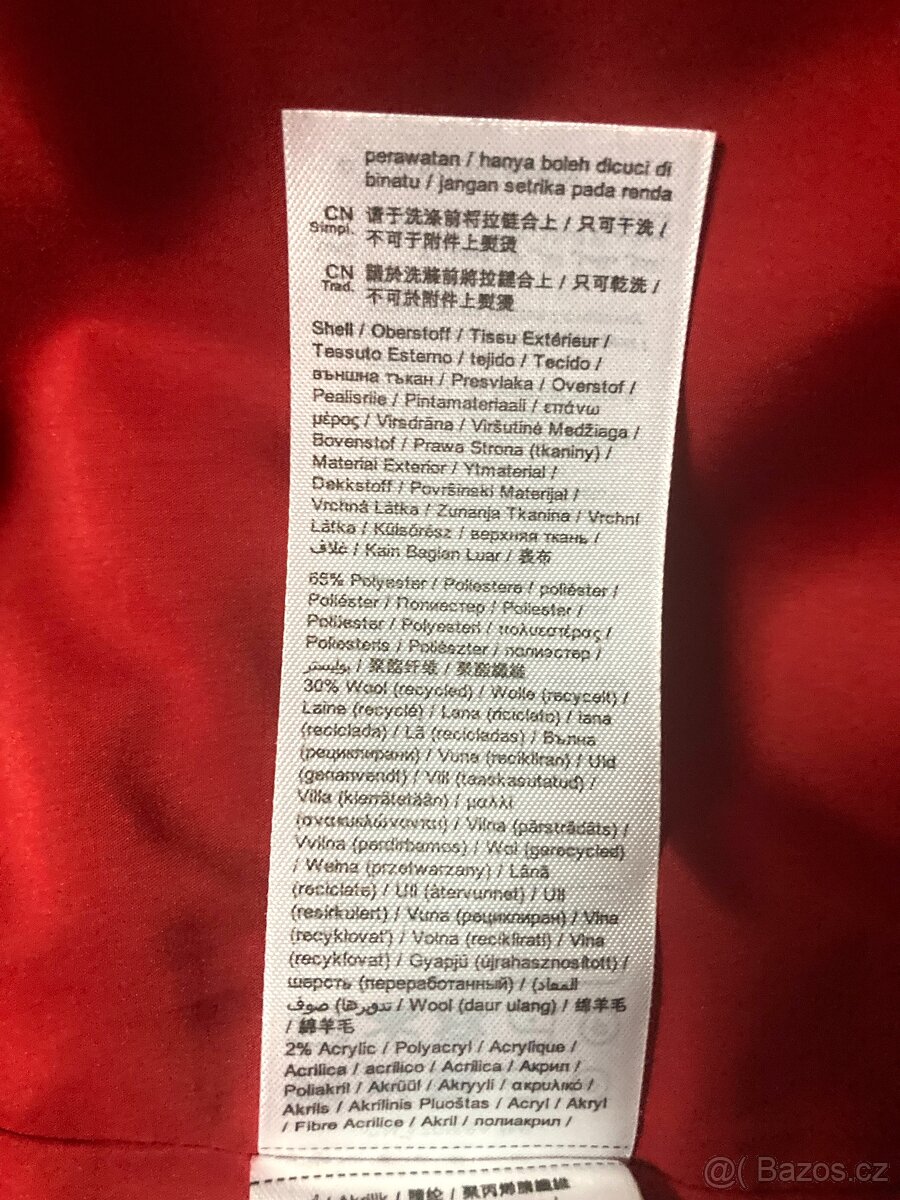 perawatan / hanya boleh dicuci di
binatu / jangan setrika pada renda
CN Simpl. 请于洗涤前将拉链合上 / 只可干洗 /
不可于附件上熨烫
CN Trad. 請於洗滌前將拉鏈合上 / 只可乾洗 /
不可於附件上熨燙
Shell / Oberstoff / Tissu Extérieur /
Tessuto Esterno / tejido / Tecido /
външна тъкан / Presvlaka / Overstof /
Pealisriie / Pintamateriaali / επάνω
μέρος / Virsdrāna / Viršutinė Medžiaga /
Bovenstof / Prawa Strona (tkaniny) /
Material Exterior / Ytmaterial /
Dekkstoff / Površinski Materijal /
Vrchná Látka / Zunanja Tkanina / Vrchní
Látka / Külsőrész / верхняя ткань /
غلاف / Kain Bagian Luar / 表布
65% Polyester / Poliestere / poliéster /
Poliéster / Полиестер / Poliester /
Polüester / Polyesteri / πολυεστέρας /
Poliesteris / Poliészter / полиэстер /
بوليستر / 聚酯纤维 / 聚酯纖維
30% Wool (recycled) / Wolle (recycelt) /
Laine (recyclé) / Lana (riciclato) / lana
(reciclada) / Lã (recicladas) / Вълна
(рециклирани) / Vuna (recikliran) / Uld
(genanvendt) / Vill (taaskasutatud) /
Villa (kierrätetään) / μαλλί
(ανακυκλώνονται) / Vilna (pārstrādāts) /
Vvilna (perdirbamos) / Wol (gerecycled)
/ Wełna (przetwarzany) / Lână
(reciclate) / Ull (återvunnet) / Ull
(resirkulert) / Vuna (рециклиран) / Vlna
(recyklovať) / Volna (reciklirati) / Vlna
(recyklovat) / Gyapjú (újrahasznosított) /
шерсть (переработанный) / المعاد)
تدويرها) صوف / Wool (daur ulang) / 绵羊毛
/ 綿羊毛
2% Acrylic / Polyacryl / Acrylique /
Acrilica / acrílico / Acrílica / Акрил /
Poliakril / Akrüül / Akryyli / ακρυλικό /
Akrils / Akrilinis Pluoštas / Acryl / Akryl
/ Fibre Acrilice / Akril / полиакрил /
@( Bazos.cz